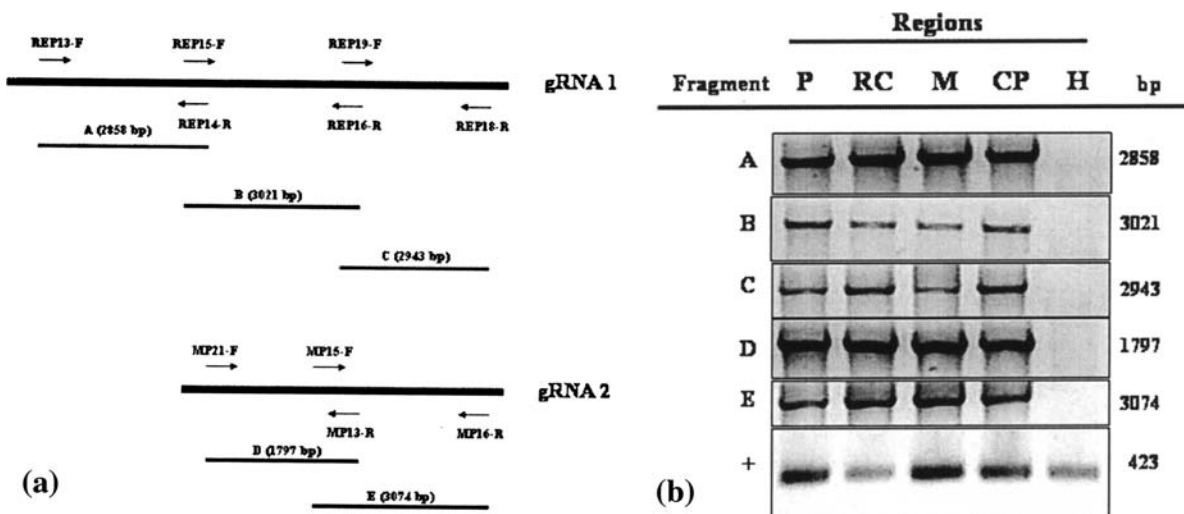 REP13-F REP15-F REP19-F
gRNA 1
REP14-R REP16-R REP18-R
A (2858 bp)
B (3021 bp)
C (2943 bp)
MP21-F MP15-F
gRNA 2
MP13-R MP16-R
D (1797 bp)
E (3074 bp)
(a)
Regions
Fragment P RC M CP H bp
A 2858
B 3021
C 2943
D 1797
E 3074
+ 423
(b)